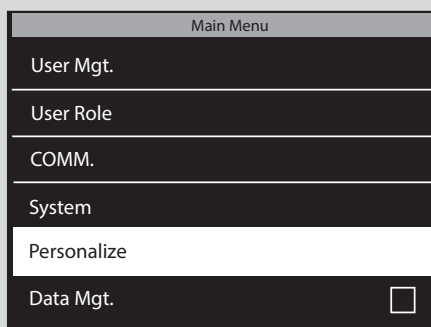 Main Menu
User Mgt.
User Role
COMM.
System
Personalize
Data Mgt.